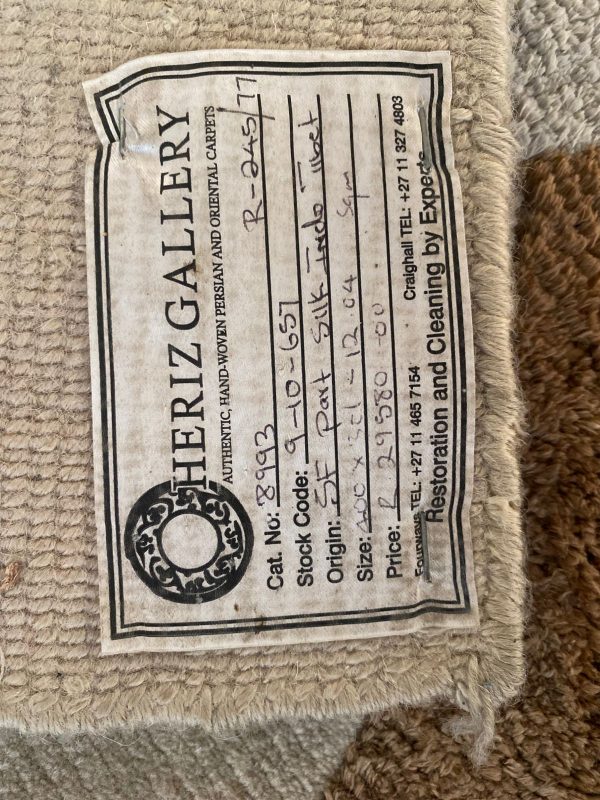 HERIZ GALLERY
AUTHENTIC, HAND-WOVEN PERSIAN AND ORIENTAL CARPETS
R-245/77
Cat. No: 8993
Stock Code: 9-10-657
Origin: SF Part Silk Indo Tibet
Size: 400 x 301 - 12.04 Sqm
Price: R 29580-00
Fourways TEL: +27 11 465 7154 Craighall TEL: +27 11 327 4803
Restoration and Cleaning by Experts